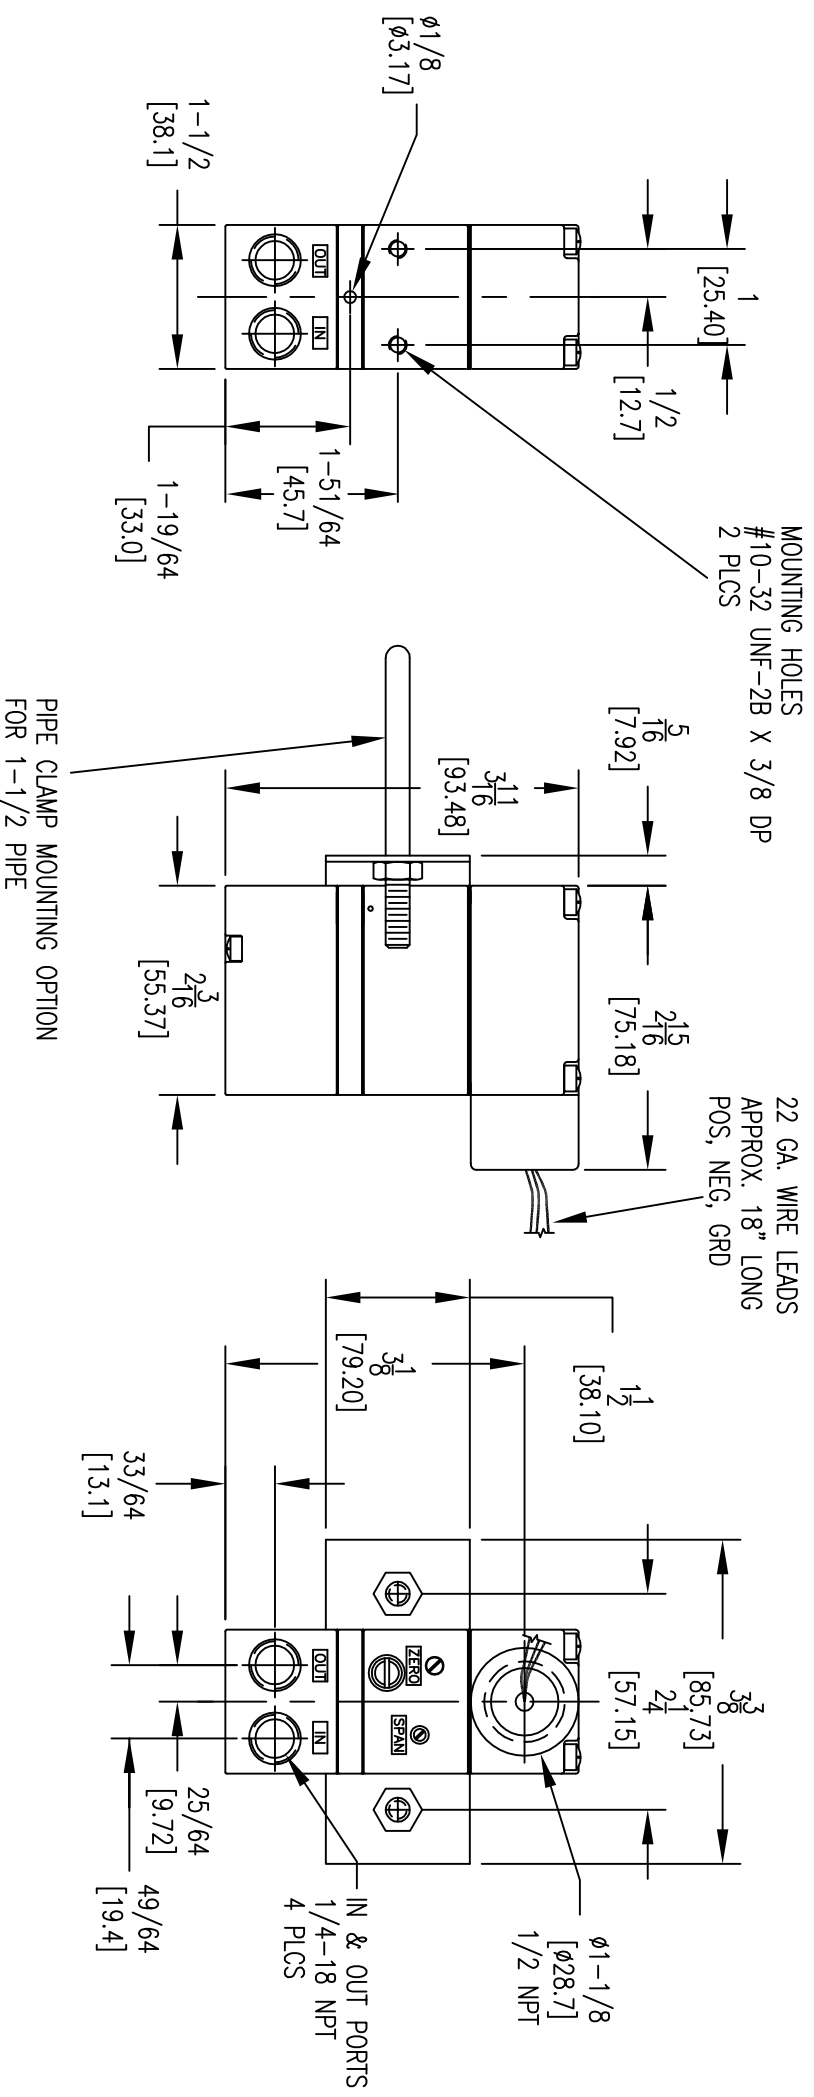 ø1/8
[ø3.17]
1-1/2
[38.1]
OUT
IN
1
[25.40]
1/2
[12.7]
1-51/64
[45.7]
1-19/64
[33.0]
MOUNTING HOLES
#10-32 UNF-2B X 3/8 DP
2 PLCS
5/16
[7.92]
3 11/16
[93.48]
2 15/16
[75.18]
2 3/16
[55.37]
PIPE CLAMP MOUNTING OPTION
FOR 1-1/2 PIPE
22 GA. WIRE LEADS
APPROX. 18" LONG
POS, NEG, GRD
1 1/2
[38.10]
3 1/8
[79.20]
33/64
[13.1]
3 3/8
[85.73]
2 1/4
[57.15]
ZERO
SPAN
OUT
IN
25/64
[9.72]
49/64
[19.4]
ø1-1/8
[ø28.7]
1/2 NPT
IN & OUT PORTS
1/4-18 NPT
4 PLCS